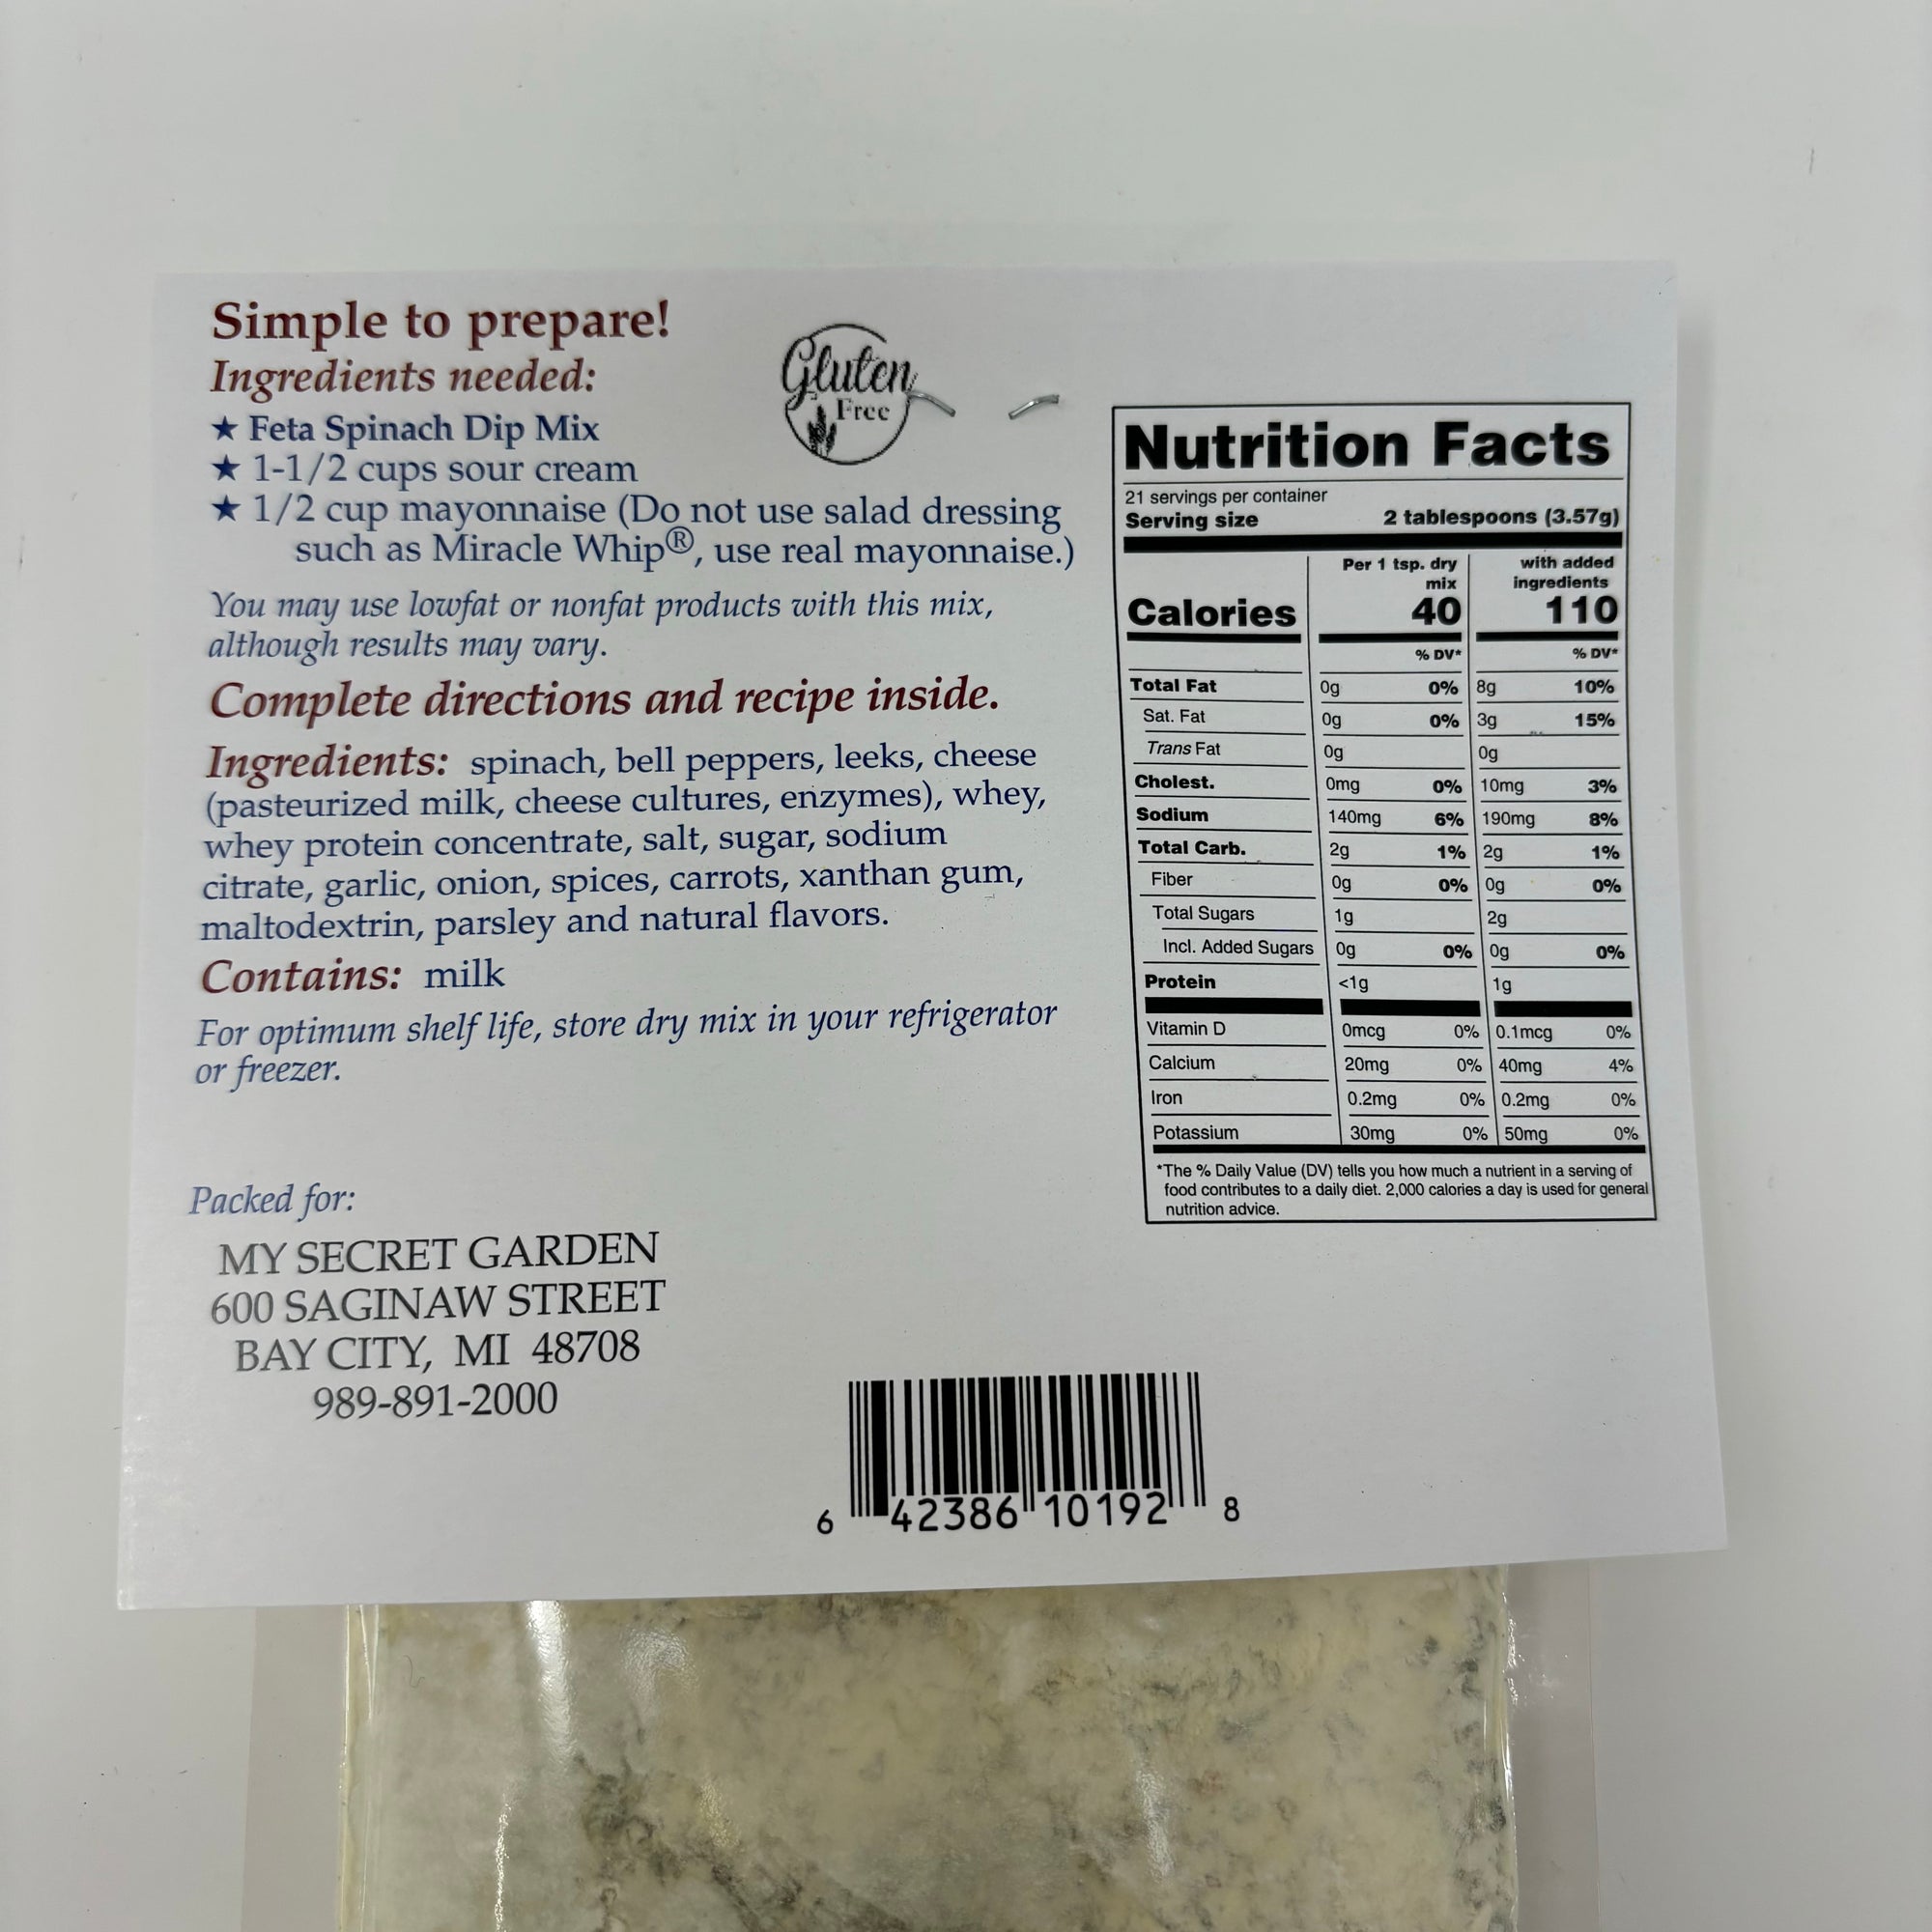 Simple to prepare!
Ingredients needed:
★ Feta Spinach Dip Mix
★ 1-1/2 cups sour cream
★ 1/2 cup mayonnaise (Do not use salad dressing
such as Miracle Whip®, use real mayonnaise.)
You may use lowfat or nonfat products with this mix,
although results may vary.
Complete directions and recipe inside.
Ingredients: spinach, bell peppers, leeks, cheese
(pasteurized milk, cheese cultures, enzymes), whey,
whey protein concentrate, salt, sugar, sodium
citrate, garlic, onion, spices, carrots, xanthan gum,
maltodextrin, parsley and natural flavors.
Contains: milk
For optimum shelf life, store dry mix in your refrigerator
or freezer.
Packed for:
MY SECRET GARDEN
600 SAGINAW STREET
BAY CITY, MI 48708
989-891-2000
Gluten
Free
Nutrition Facts
21 servings per container
Serving size 2 tablespoons (3.57g)
Per 1 tsp. dry with added
mix ingredients
Calories 40 110
% DV* % DV*
Total Fat 0g 0% 8g 10%
Sat. Fat 0g 0% 3g 15%
Trans Fat 0g 0g
Cholest. 0mg 0% 10mg 3%
Sodium 140mg 6% 190mg 8%
Total Carb. 2g 1% 2g 1%
Fiber 0g 0% 0g 0%
Total Sugars 1g 2g
Incl. Added Sugars 0g 0% 0g 0%
Protein <1g 1g
Vitamin D 0mcg 0% 0.1mcg 0%
Calcium 20mg 0% 40mg 4%
Iron 0.2mg 0% 0.2mg 0%
Potassium 30mg 0% 50mg 0%
*The % Daily Value (DV) tells you how much a nutrient in a serving of
food contributes to a daily diet. 2,000 calories a day is used for general
nutrition advice.
6 42386 10192 8